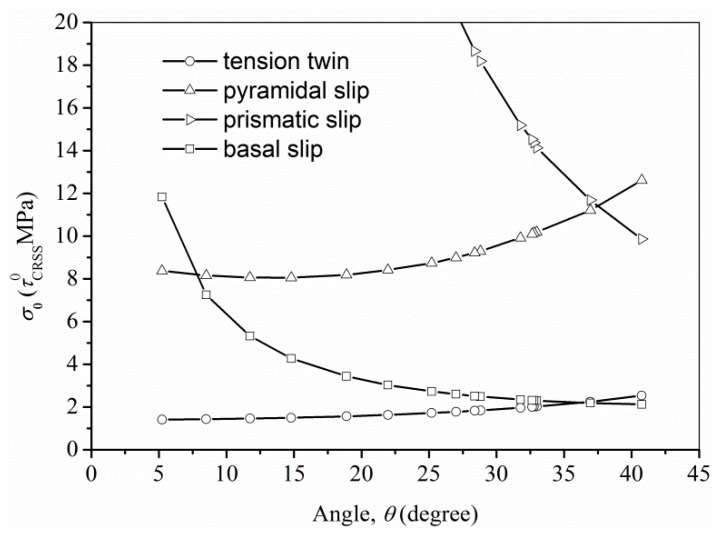 20
18
16
14
12
10
8
6
4
2
0
tension twin
pyramidal slip
prismatic slip
basal slip
σ₀ (τ⁰CRSS MPa)
0 5 10 15 20 25 30 35 40 45
Angle, θ (degree)